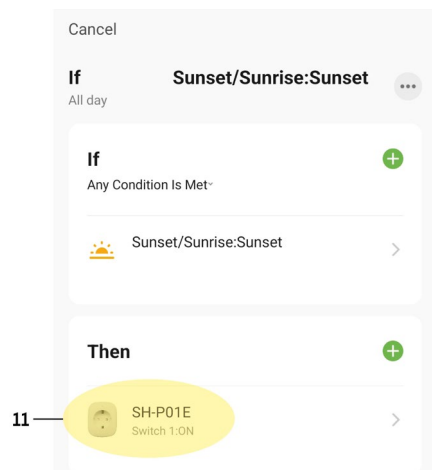 Cancel
If Sunset/Sunrise:Sunset
All day
If
Any Condition Is Met
Sunset/Sunrise:Sunset
Then
11
SH-P01E
Switch 1:ON